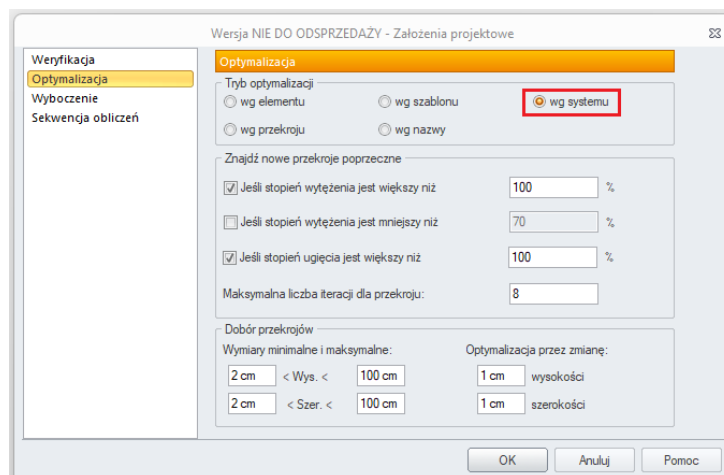 Wersja NIE DO ODSPRZEDAŻY - Założenia projektowe
Weryfikacja
Optymalizacja
Wyboczenie
Sekwencja obliczeń
Optymalizacja
Tryb optymalizacji
wg elementu wg szablonu wg systemu
wg przekroju wg nazwy
Znajdź nowe przekroje poprzeczne
Jeśli stopień wytężenia jest większy niż 100 %
Jeśli stopień wytężenia jest mniejszy niż 70 %
Jeśli stopień ugięcia jest większy niż 100 %
Maksymalna liczba iteracji dla przekroju: 8
Dobór przekrojów
Wymiary minimalne i maksymalne: Optymalizacja przez zmianę:
2 cm < Wys. < 100 cm 1 cm wysokości
2 cm < Szer. < 100 cm 1 cm szerokości
OK Anuluj Pomoc